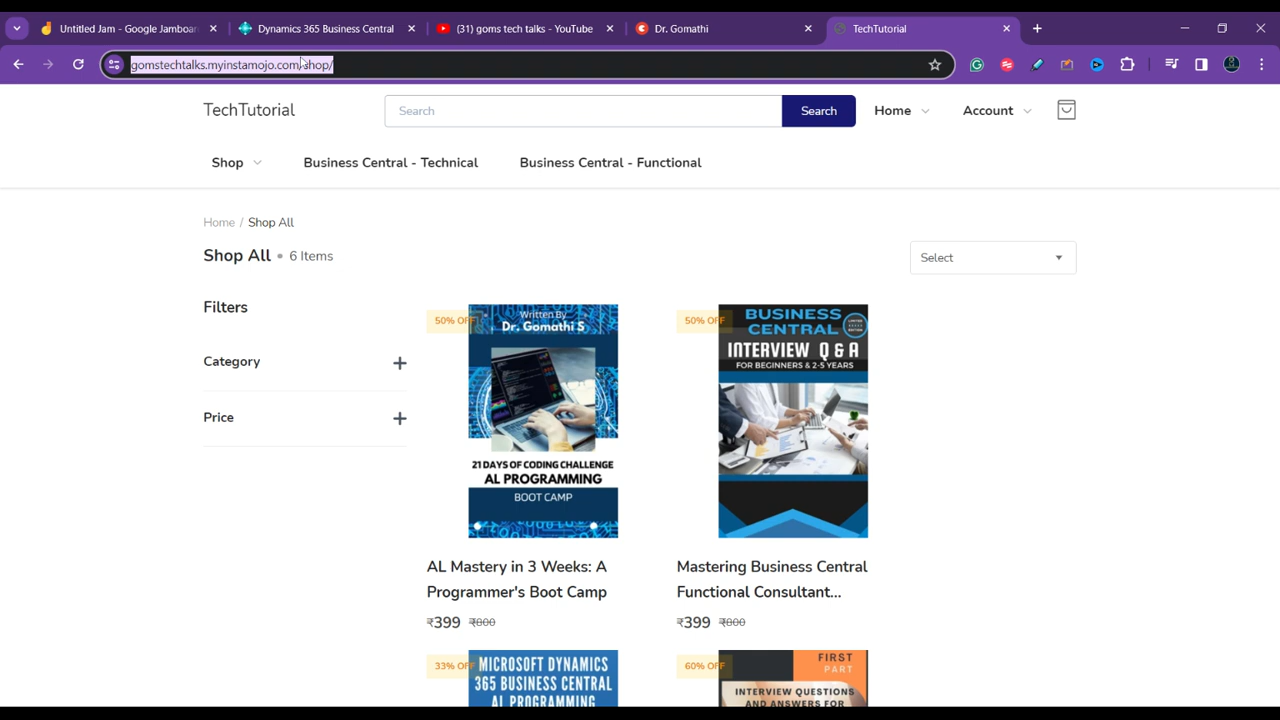 Untitled Jam - Google Jamboar
Dynamics 365 Business Central
(31) goms tech talks - YouTube
Dr. Gomathi
TechTutorial
gomstechtalks.myinstamojo.com/shop/
TechTutorial
Search
Search
Home
Account
Shop
Business Central - Technical
Business Central - Functional
Home / Shop All
Shop All • 6 Items
Select
Filters
Category
Price
50% OFF
Written By
Dr. Gomathi S
21 DAYS OF CODING CHALLENGE
AL PROGRAMMING
BOOT CAMP
AL Mastery in 3 Weeks: A
Programmer's Boot Camp
₹399 ₹800
50% OFF
BUSINESS
CENTRAL
INTERVIEW Q & A
FOR BEGINNERS & 2-5 YEARS
Mastering Business Central
Functional Consultant...
₹399 ₹800
33% OFF
MICROSOFT DYNAMICS
365 BUSINESS CENTRAL
AL PROGRAMMING
60% OFF
FIRST
PART
INTERVIEW QUESTIONS
AND ANSWERS FOR